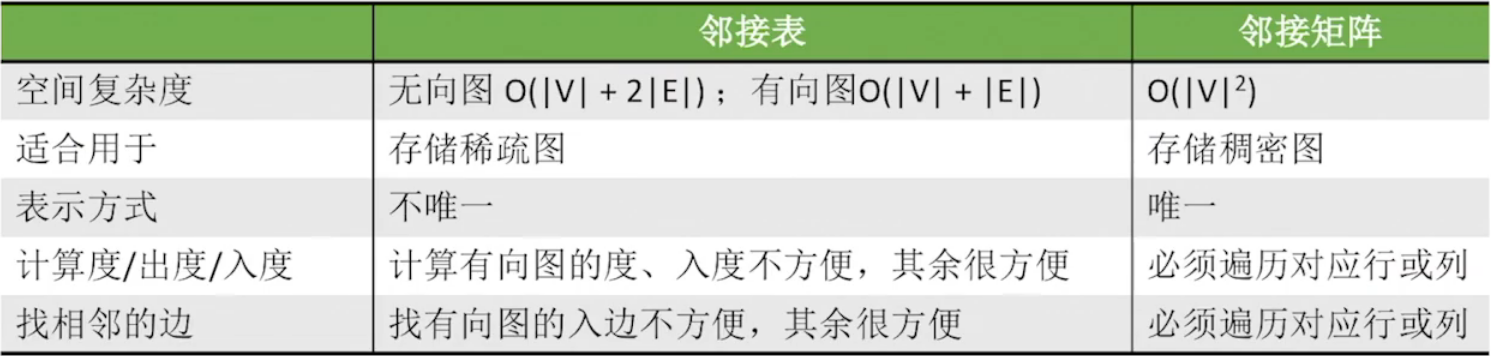 邻接表 邻接矩阵
空间复杂度 无向图 O(|V| + 2|E|)；有向图O(|V| + |E|) O(|V|²)
适合用于 存储稀疏图 存储稠密图
表示方式 不唯一 唯一
计算度/出度/入度 计算有向图的度、入度不方便，其余很方便 必须遍历对应行或列
找相邻的边 找有向图的入边不方便，其余很方便 必须遍历对应行或列